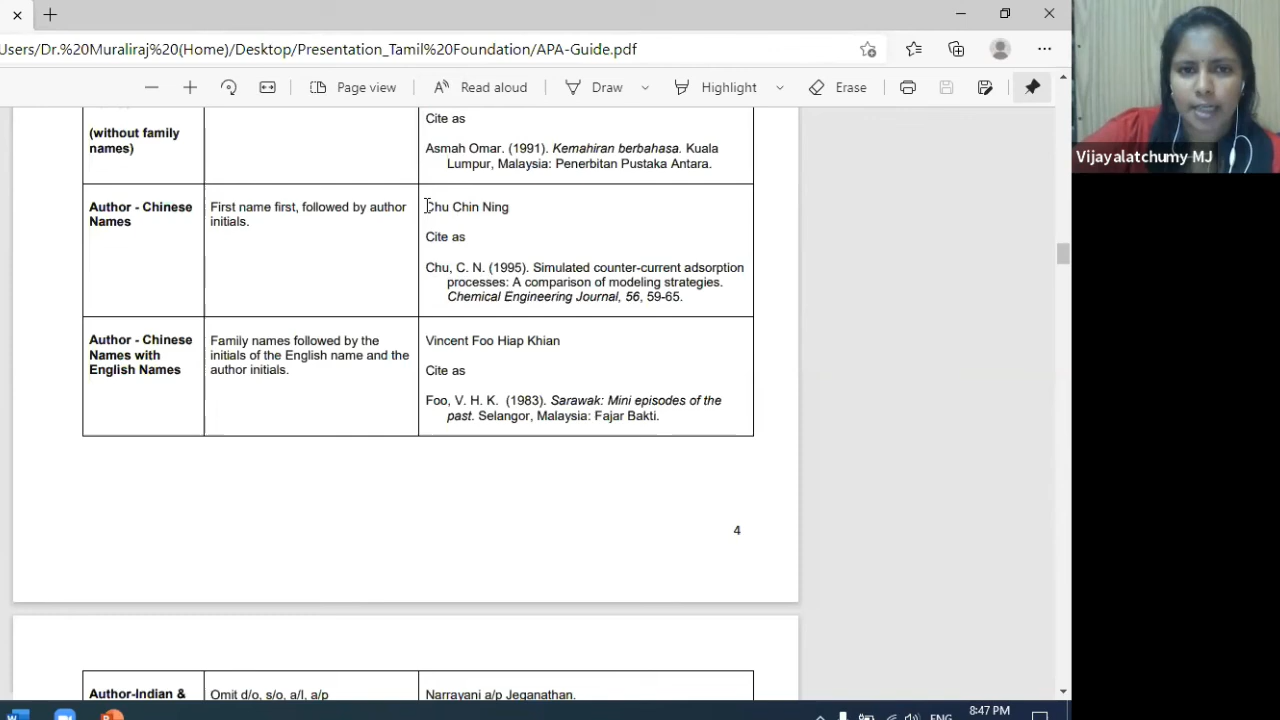 Users/Dr.%20Muraliraj%20(Home)/Desktop/Presentation_Tamil%20Foundation/APA-Guide.pdf
Page view
Read aloud
Draw
Highlight
Erase
Vijayalatchumy MJ
(without family
names)
Cite as
Asmah Omar. (1991). Kemahiran berbahasa. Kuala
Lumpur, Malaysia: Penerbitan Pustaka Antara.
Author - Chinese
Names
First name first, followed by author
initials.
Chu Chin Ning
Cite as
Chu, C. N. (1995). Simulated counter-current adsorption
processes: A comparison of modeling strategies.
Chemical Engineering Journal, 56, 59-65.
Author - Chinese
Names with
English Names
Family names followed by the
initials of the English name and the
author initials.
Vincent Foo Hiap Khian
Cite as
Foo, V. H. K. (1983). Sarawak: Mini episodes of the
past. Selangor, Malaysia: Fajar Bakti.
4
Author-Indian &
Omit d/o, s/o, a/l, a/p
Narrayani a/p Jeganathan.
ENG
8:47 PM